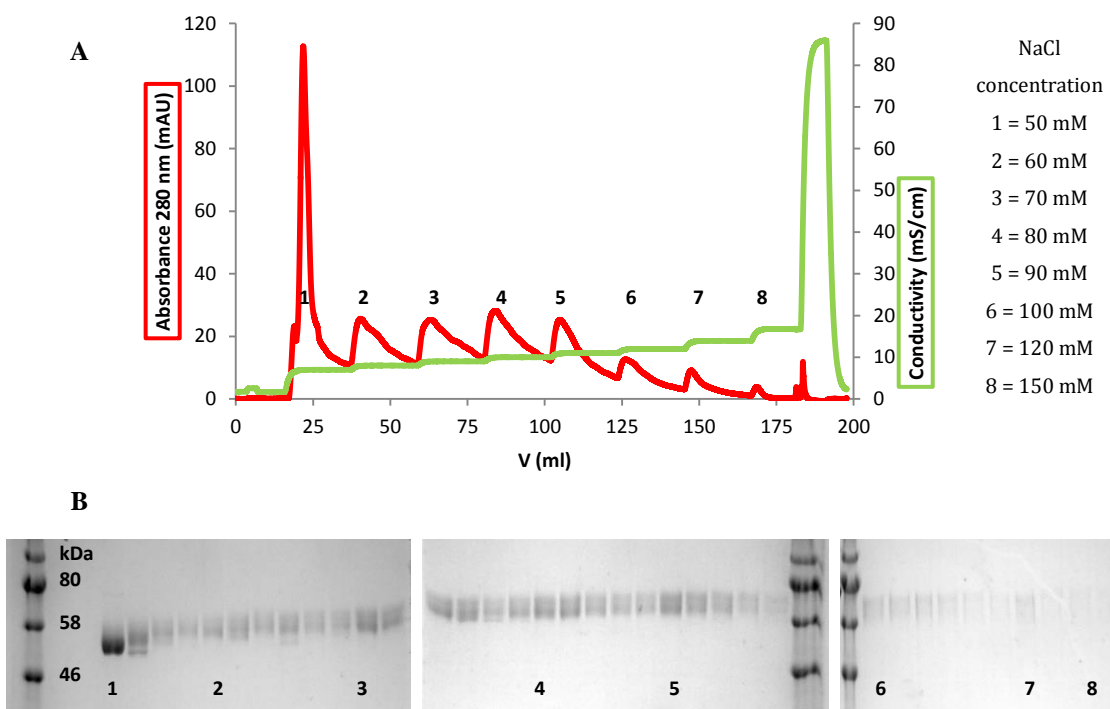 A
Absorbance 280 nm (mAU)
120
100
80
60
40
20
0
1 2 3 4 5 6 7 8
90
80
70
60
50
40
30
20
10
0
Conductivity (mS/cm)
0 25 50 75 100 125 150 175 200
V (ml)
NaCl
concentration
1 = 50 mM
2 = 60 mM
3 = 70 mM
4 = 80 mM
5 = 90 mM
6 = 100 mM
7 = 120 mM
8 = 150 mM
B
kDa
80
58
46
1 2 3 4 5 6 7 8